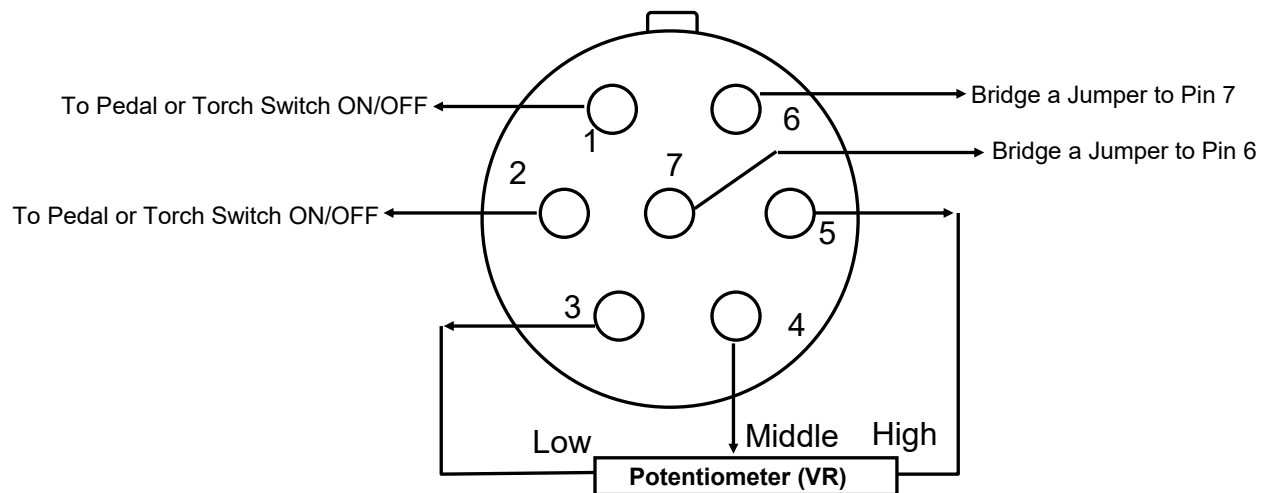 To Pedal or Torch Switch ON/OFF
1
6
Bridge a Jumper to Pin 7
2
7
Bridge a Jumper to Pin 6
To Pedal or Torch Switch ON/OFF
5
3
4
Low
Middle
High
Potentiometer (VR)